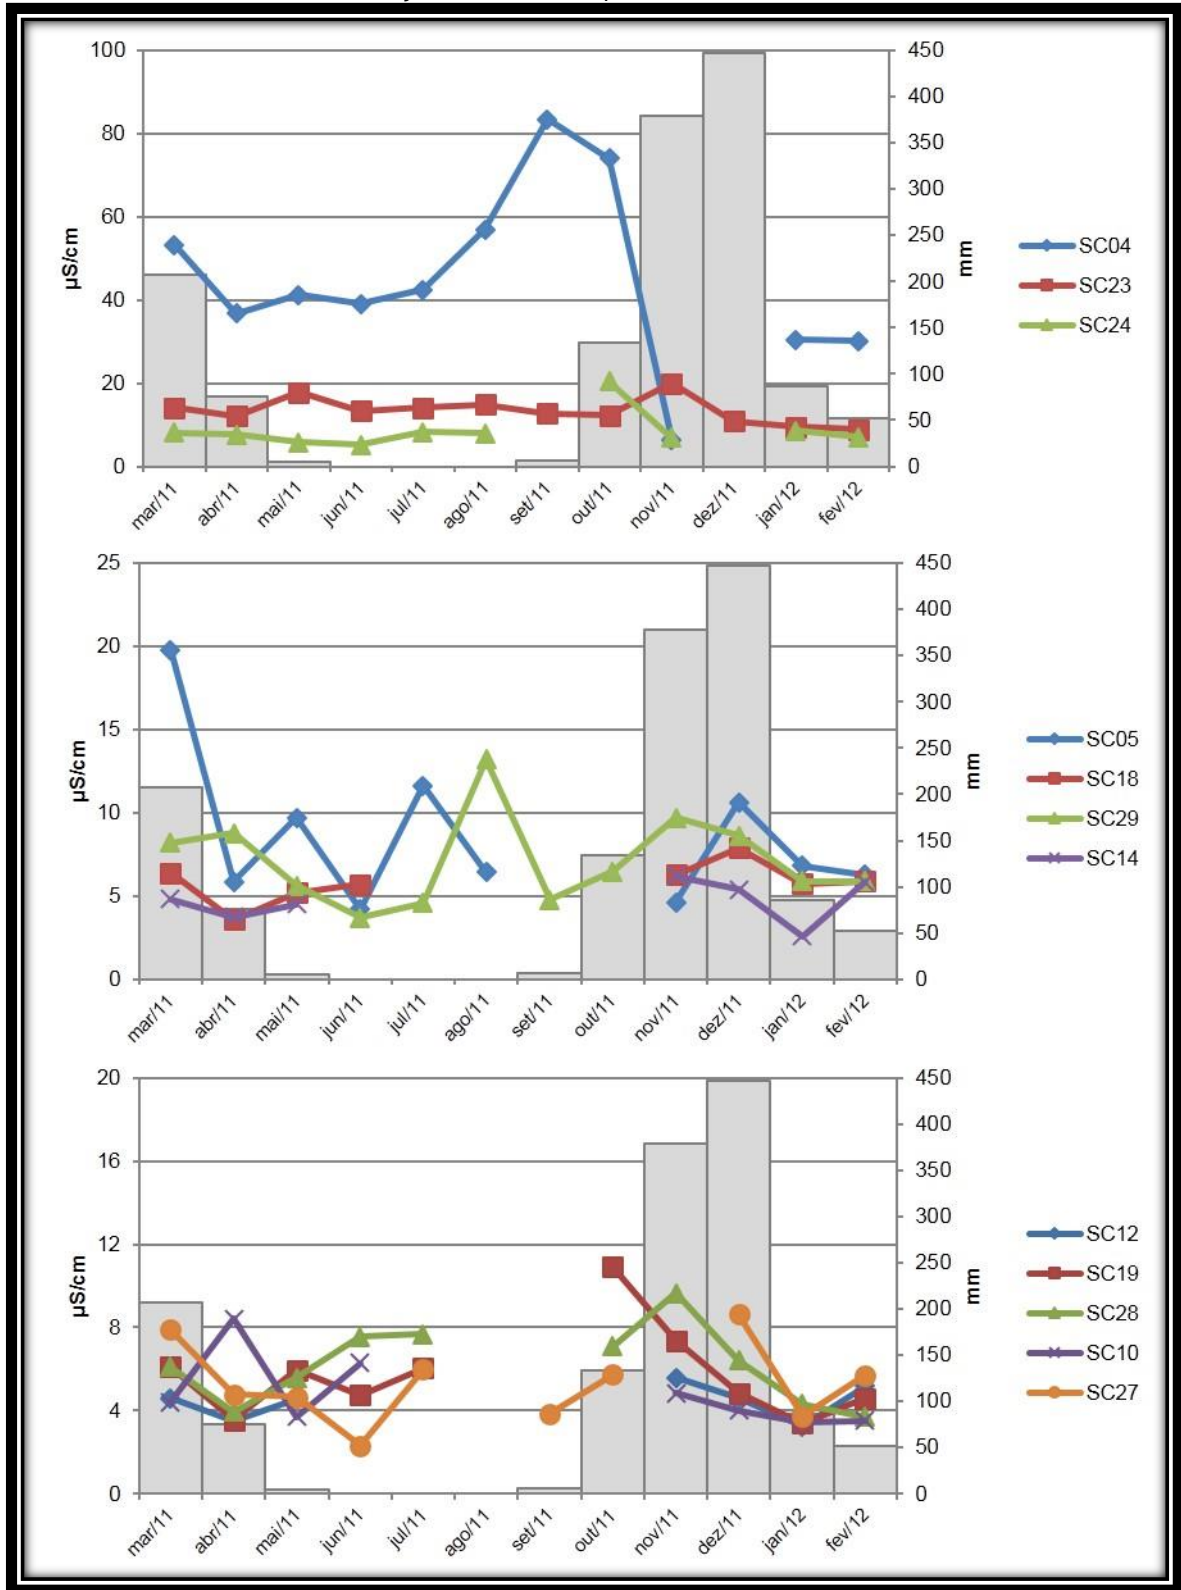 100
80
60
40
20
0
µS/cm
450
400
350
300
250
200
150
100
50
0
mm
mar/11
abr/11
mai/11
jun/11
jul/11
ago/11
set/11
out/11
nov/11
dez/11
jan/12
fev/12
SC04
SC23
SC24
25
20
15
10
5
0
µS/cm
450
400
350
300
250
200
150
100
50
0
mm
mar/11
abr/11
mai/11
jun/11
jul/11
ago/11
set/11
out/11
nov/11
dez/11
jan/12
fev/12
SC05
SC18
SC29
SC14
20
16
12
8
4
0
µS/cm
450
400
350
300
250
200
150
100
50
0
mm
mar/11
abr/11
mai/11
jun/11
jul/11
ago/11
set/11
out/11
nov/11
dez/11
jan/12
fev/12
SC12
SC19
SC28
SC10
SC27